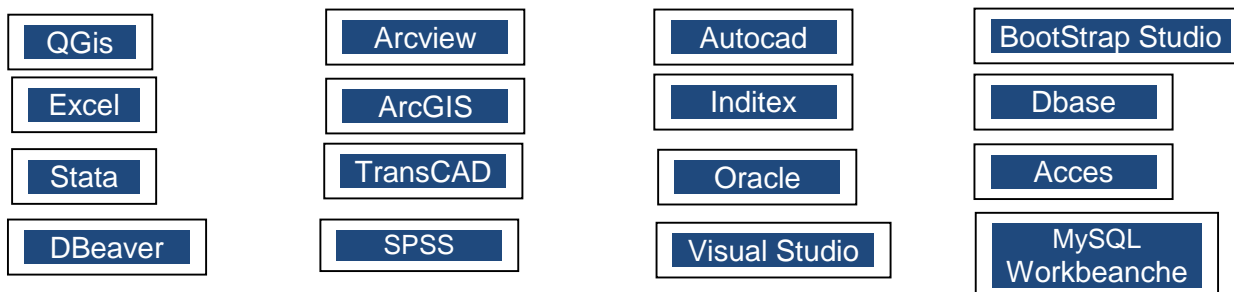 QGis
Arcview
Autocad
BootStrap Studio
Excel
ArcGIS
Inditex
Dbase
Stata
TransCAD
Oracle
Acces
DBeaver
SPSS
Visual Studio
MySQL
Workbeanche